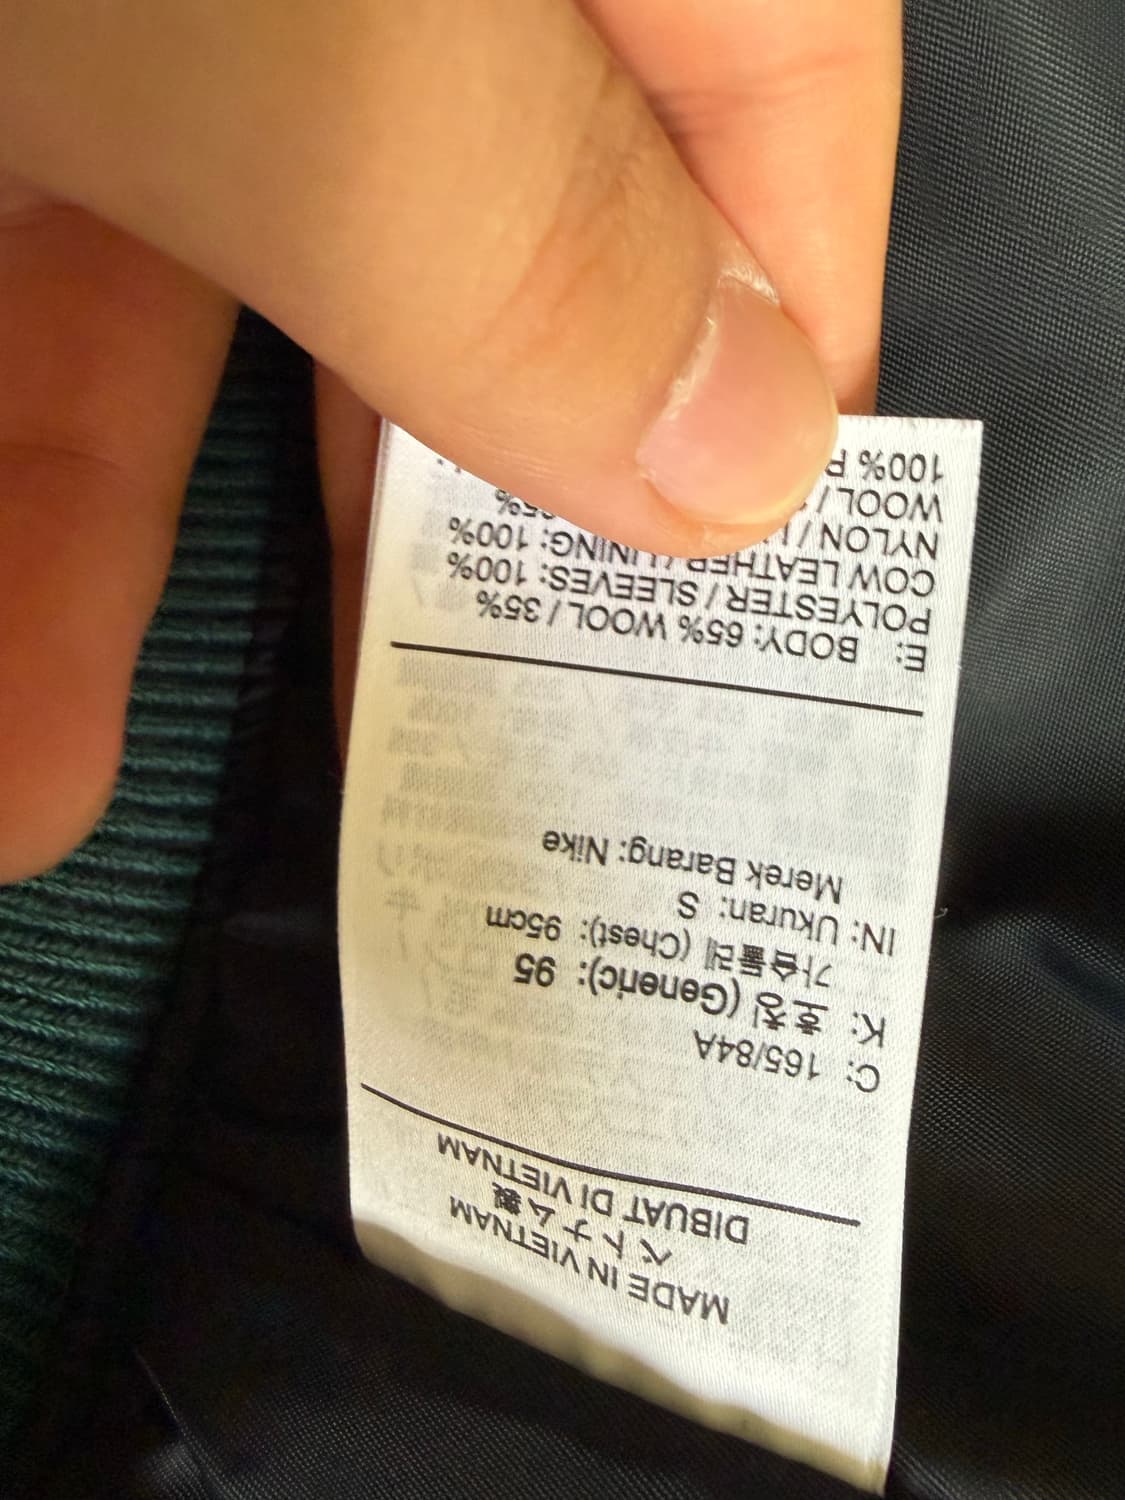 MADE IN VIETNAM
ベトナム製
DIBUAT DI VIETNAM
C: 165/84A
K: 호칭 (Generic): 95
가슴둘레 (Chest): 95cm
IN: Ukuran: S
Merek Barang: Nike
E: BODY: 65% WOOL / 35%
POLYESTER / SLEEVES: 100%
COW LEATHER / LINING: 100%
NYLON /
WOOL /
100%